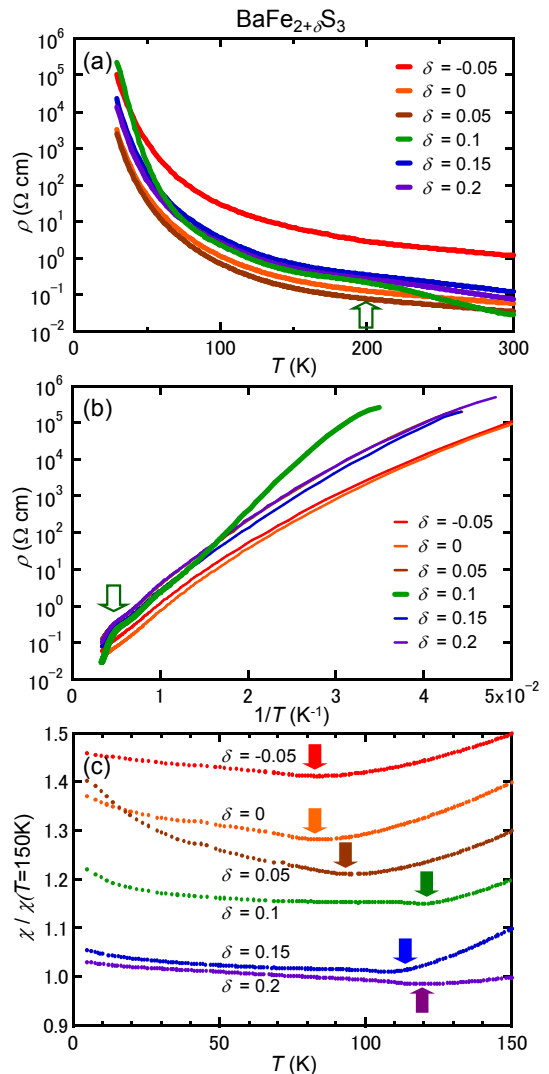 BaFe2+δS3
(a)
10^6
10^5
10^4
10^3
10^2
10^1
10^0
10^-1
10^-2
ρ (Ω cm)
δ = -0.05
δ = 0
δ = 0.05
δ = 0.1
δ = 0.15
δ = 0.2
0 100 200 300
T (K)
(b)
10^6
10^5
10^4
10^3
10^2
10^1
10^0
10^-1
10^-2
ρ (Ω cm)
δ = -0.05
δ = 0
δ = 0.05
δ = 0.1
δ = 0.15
δ = 0.2
0 1 2 3 4 5x10^-2
1/T (K^-1)
(c)
1.5
1.4
1.3
1.2
1.1
1.0
0.9
χ / χ(T=150K)
δ = -0.05
δ = 0
δ = 0.05
δ = 0.1
δ = 0.15
δ = 0.2
0 50 100 150
T (K)